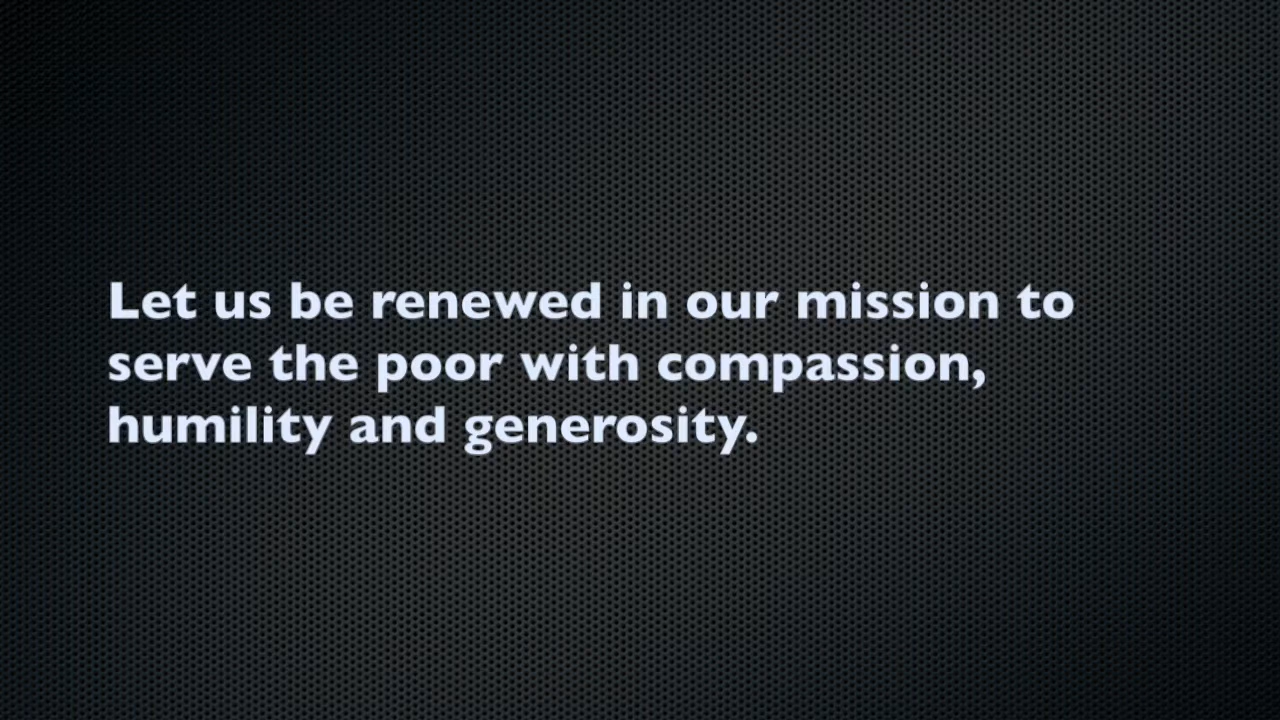 Let us be renewed in our mission to
serve the poor with compassion,
humility and generosity.